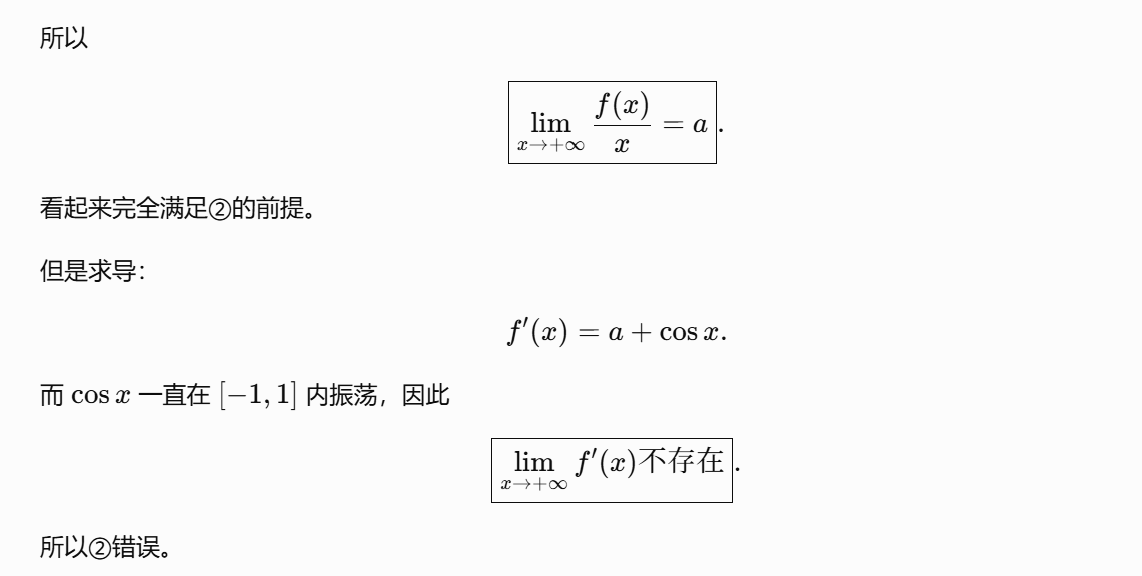 所以
lim_{x→+∞} f(x)/x = a.
看起来完全满足②的前提。
但是求导：
f′(x) = a + cos x.
而 cos x 一直在 [−1, 1] 内振荡，因此
lim_{x→+∞} f′(x)不存在.
所以②错误。